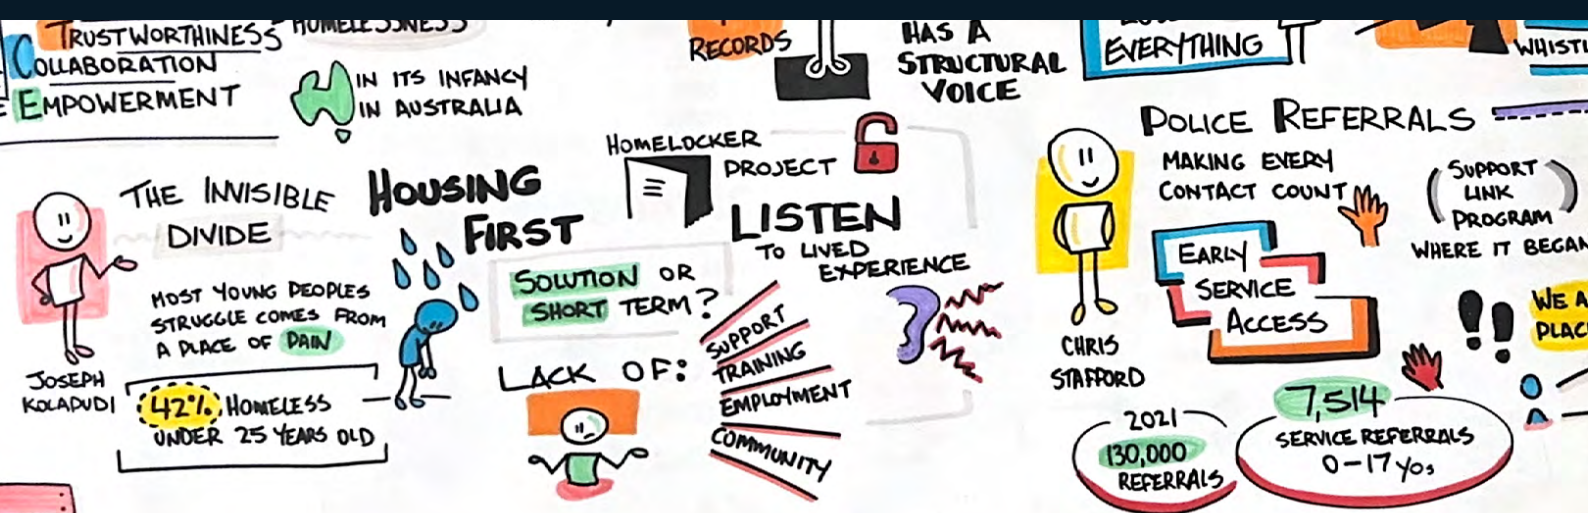 TRUSTWORTHINESS
COLLABORATION
EMPOWERMENT
HOMELESSNESS
IN ITS INFANCY
IN AUSTRALIA
RECORDS
HAS A
STRUCTURAL
VOICE
EVERYTHING
THE INVISIBLE
DIVIDE
MOST YOUNG PEOPLES
STRUGGLE COMES FROM
A PLACE OF PAIN
JOSEPH
KOLAPUDI
42% HOMELESS
UNDER 25 YEARS OLD
HOUSING
FIRST
SOLUTION OR
SHORT TERM?
LACK OF:
SUPPORT
TRAINING
EMPLOYMENT
COMMUNITY
HOMELOCKER
PROJECT
LISTEN
TO LIVED
EXPERIENCE
POLICE REFERRALS
MAKING EVERY
CONTACT COUNT
EARLY
SERVICE
ACCESS
CHRIS
STAFFORD
2021
130,000
REFERRALS
7,514
SERVICE REFERRALS
0-17 yos
(SUPPORT
LINK
PROGRAM)
WHERE IT BEGAN
!!
WE A
PLAC